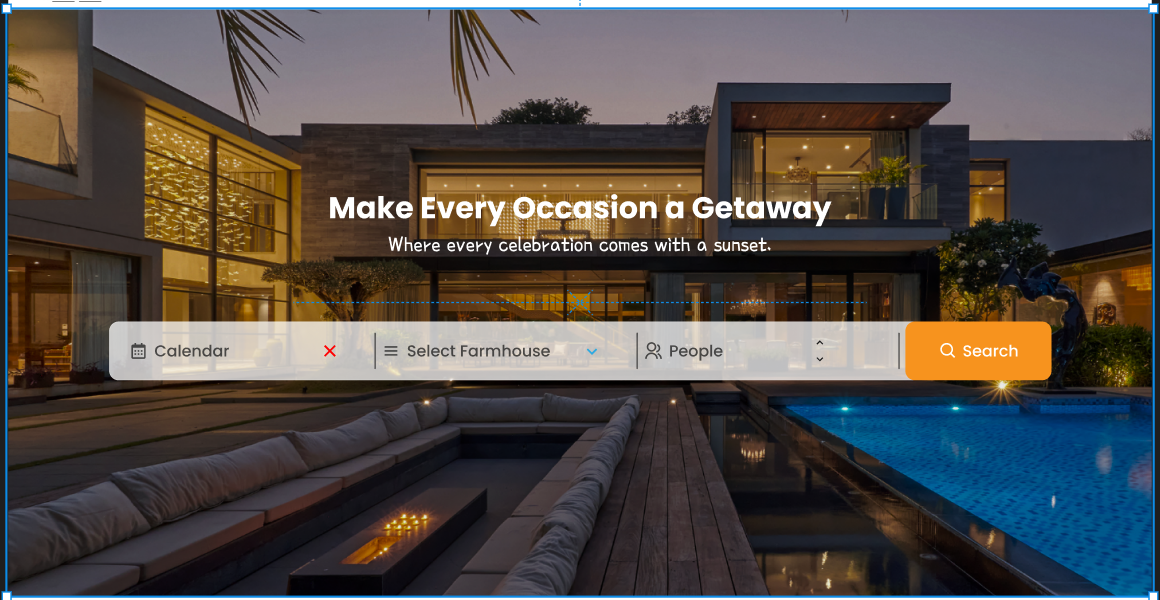 Make Every Occasion a Getaway
Where every celebration comes with a sunset.
Calendar
Select Farmhouse
People
Search